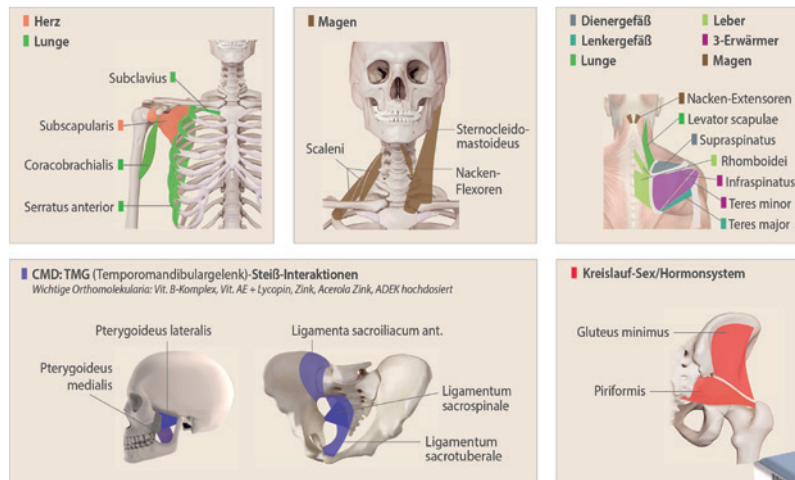 Herz
Lunge
Subclavius
Subscapularis
Coracobrachialis
Serratus anterior
Magen
Scaleni
Sternocleido-
mastoideus
Nacken-
Flexoren
Dienergefäß
Lenkergefäß
Lunge
Leber
3-Erwärmer
Magen
Nacken-Extensoren
Levator scapulae
Supraspinatus
Rhomboidei
Infraspinatus
Teres minor
Teres major
CMD: TMG (Temporomandibulargelenk)-Steiß-Interaktionen
Wichtige Orthomolekularia: Vit. B-Komplex, Vit. AE + Lycopin, Zink, Acerola Zink, ADEK hochdosiert
Pterygoideus lateralis
Pterygoideus
medialis
Ligamenta sacroiliacum ant.
Ligamentum
sacrospinale
Ligamentum
sacrotuberale
Kreislauf-Sex/Hormonsystem
Gluteus minimus
Piriformis